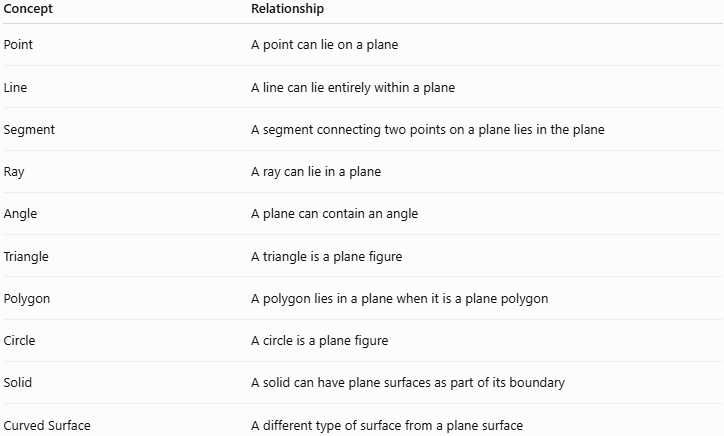 Concept Relationship
Point A point can lie on a plane
Line A line can lie entirely within a plane
Segment A segment connecting two points on a plane lies in the plane
Ray A ray can lie in a plane
Angle A plane can contain an angle
Triangle A triangle is a plane figure
Polygon A polygon lies in a plane when it is a plane polygon
Circle A circle is a plane figure
Solid A solid can have plane surfaces as part of its boundary
Curved Surface A different type of surface from a plane surface